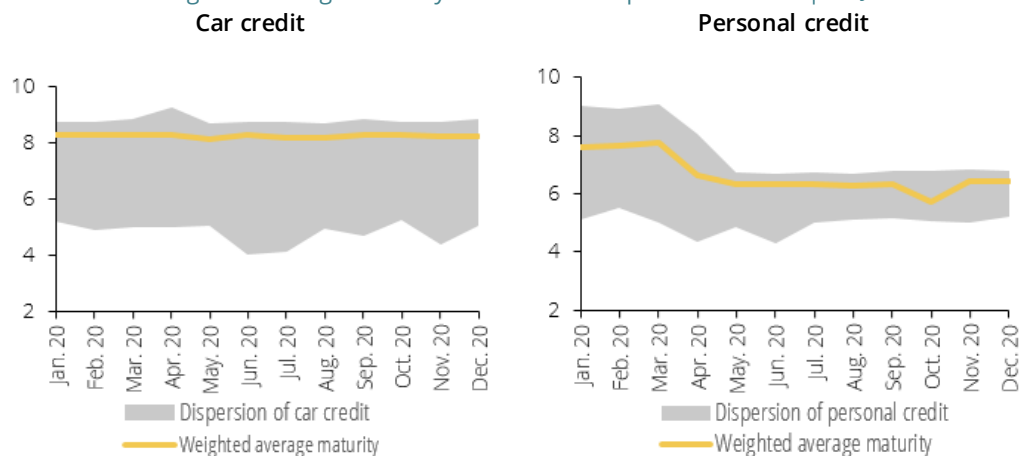 Car credit
10
8
6
4
2
Jan. 20
Feb. 20
Mar. 20
Apr. 20
May. 20
Jun. 20
Jul. 20
Aug. 20
Sep. 20
Oct. 20
Nov. 20
Dec. 20
Dispersion of car credit
Weighted average maturity
Personal credit
10
8
6
4
2
Jan. 20
Feb. 20
Mar. 20
Apr. 20
May. 20
Jun. 20
Jul. 20
Aug. 20
Sep. 20
Oct. 20
Nov. 20
Dec. 20
Dispersion of personal credit
Weighted average maturity